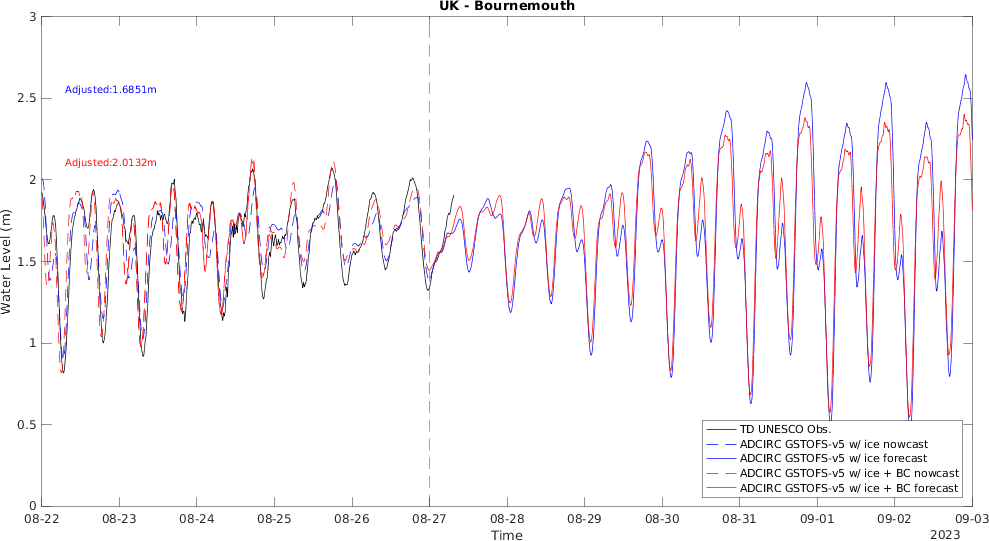 UK - Bournemouth
3
2.5
2
1.5
1
0.5
0
Water Level (m)
Adjusted:1.6851m
Adjusted:2.0132m
TD UNESCO Obs.
ADCIRC GSTOFS-v5 w/ ice nowcast
ADCIRC GSTOFS-v5 w/ ice forecast
ADCIRC GSTOFS-v5 w/ ice + BC nowcast
ADCIRC GSTOFS-v5 w/ ice + BC forecast
08-22 08-23 08-24 08-25 08-26 08-27 08-28 08-29 08-30 08-31 09-01 09-02 09-03
Time
2023